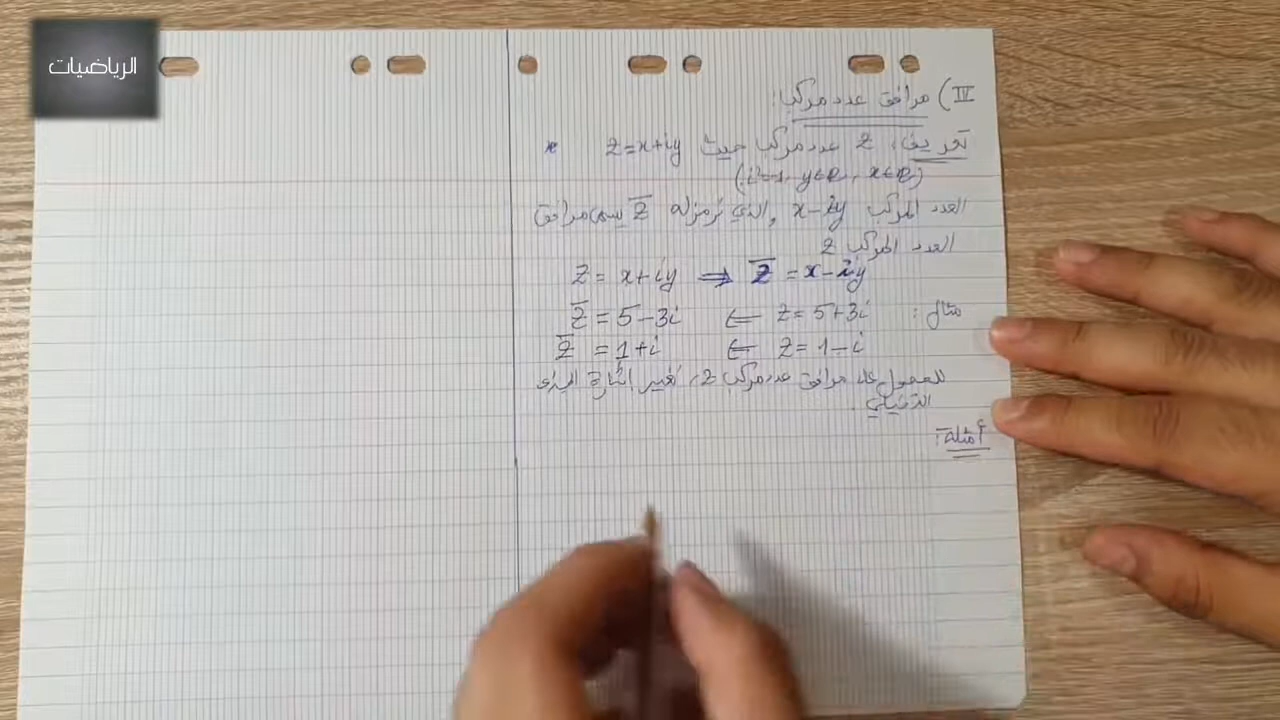 الرياضيات
IV) مرافق عدد مركب:
تعريف: z عدد مركب حيث z=x+iy
(x∈ℝ , y∈ℝ , i²=-1)
العدد المركب x-iy والذي نرمز له z̅ يسمى مرافق
العدد المركب z
z = x+iy ⇒ z̅ = x-iy
مثال: z=5+3i ⇐ z̅ = 5-3i
z=1-i ⇐ z̅ = 1+i
للحصول على مرافق عدد مركب z، نغير إشارة الجزء
التخيلي.
أمثلة: